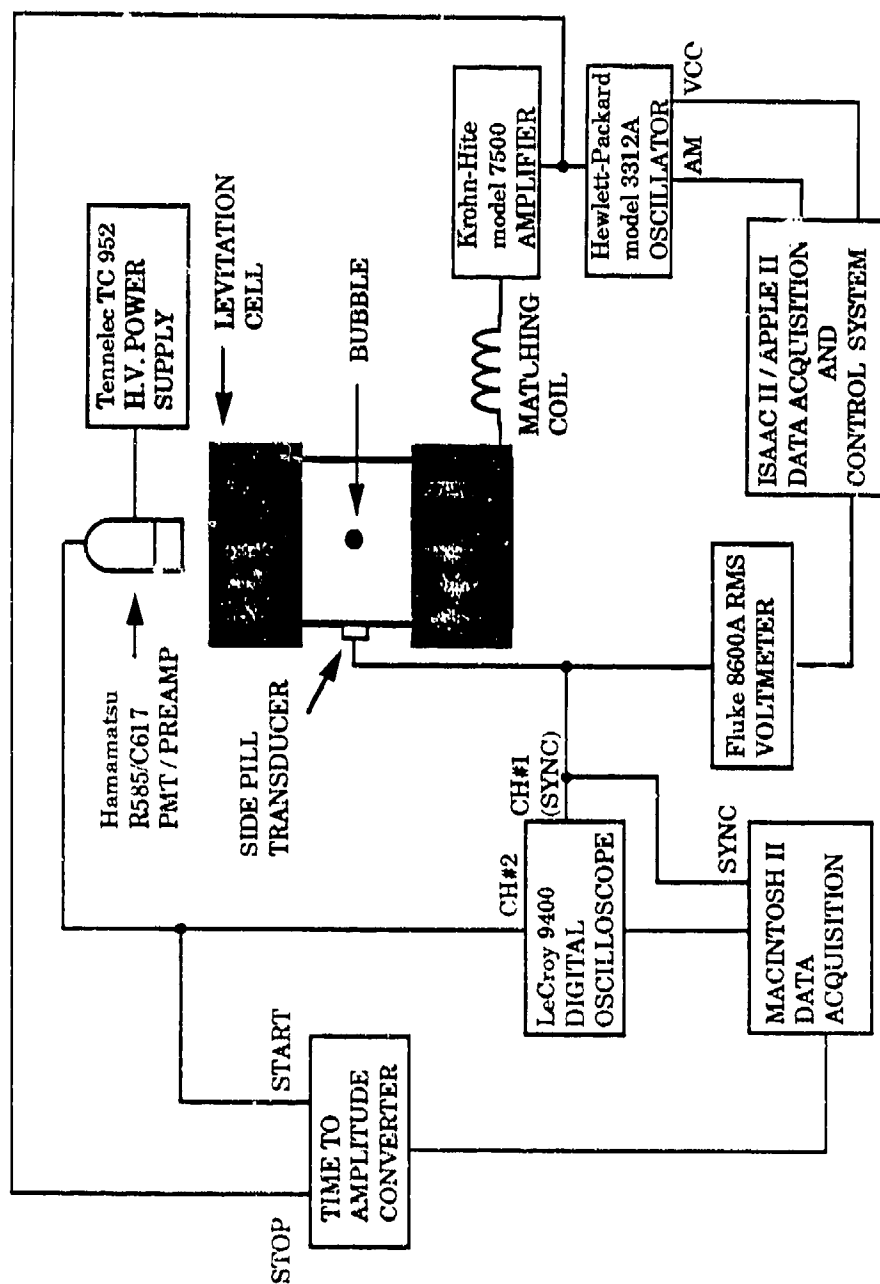 Tennelec TC 952
H.V. POWER
SUPPLY
LEVITATION
CELL
Hamamatsu
R585/C617
PMT / PREAMP
BUBBLE
SIDE PILL
TRANSDUCER
MATCHING
COIL
Krohn-Hite
model 7500
AMPLIFIER
Hewlett-Packard
model 3312A
OSCILLATOR
AM
VCO
STOP
START
TIME TO
AMPLITUDE
CONVERTER
CH#2
CH#1
(SYNC)
LeCroy 9400
DIGITAL
OSCILLOSCOPE
SYNC
MACINTOSH II
DATA
ACQUISITION
Fluke 8600A RMS
VOLTMETER
ISAAC II / APPLE II
DATA ACQUISITION
AND
CONTROL SYSTEM